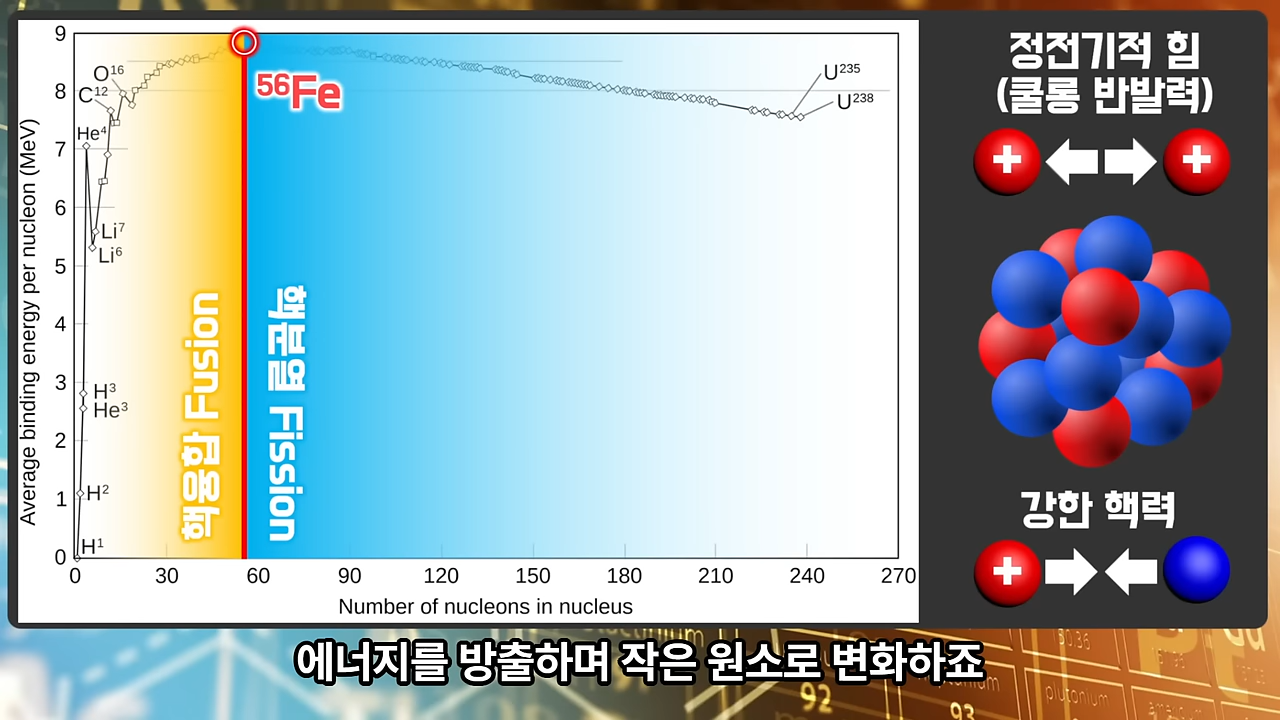 Average binding energy per nucleon (MeV)
9
8
7
6
5
4
3
2
1
0
O¹⁶
C¹²
He⁴
Li⁷
Li⁶
H³
He³
H²
H¹
⁵⁶Fe
U²³⁵
U²³⁸
핵융합 Fusion
핵분열 Fission
0 30 60 90 120 150 180 210 240 270
Number of nucleons in nucleus
정전기적 힘
(쿨롱 반발력)
+ +
강한 핵력
+
에너지를 방출하며 작은 원소로 변화하죠
92
93
plutonium